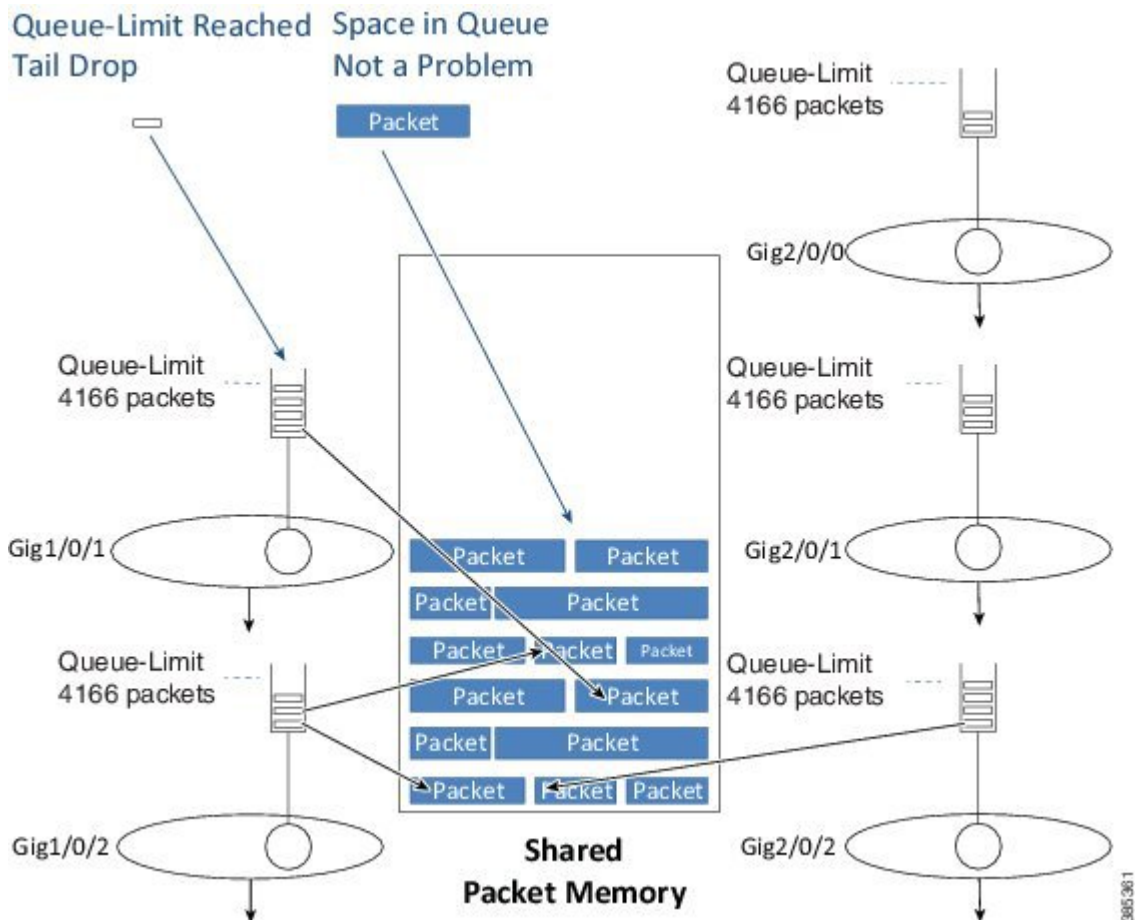 Queue-Limit Reached
Tail Drop
Space in Queue
Not a Problem
Packet
Queue-Limit
4166 packets
Gig2/0/0
Queue-Limit
4166 packets
Gig1/0/1
Queue-Limit
4166 packets
Gig2/0/1
Packet Packet
Packet Packet
Packet Packet Packet
Packet Packet
Packet Packet
Packet Packet Packet
Queue-Limit
4166 packets
Gig1/0/2
Queue-Limit
4166 packets
Gig2/0/2
Shared
Packet Memory
985361